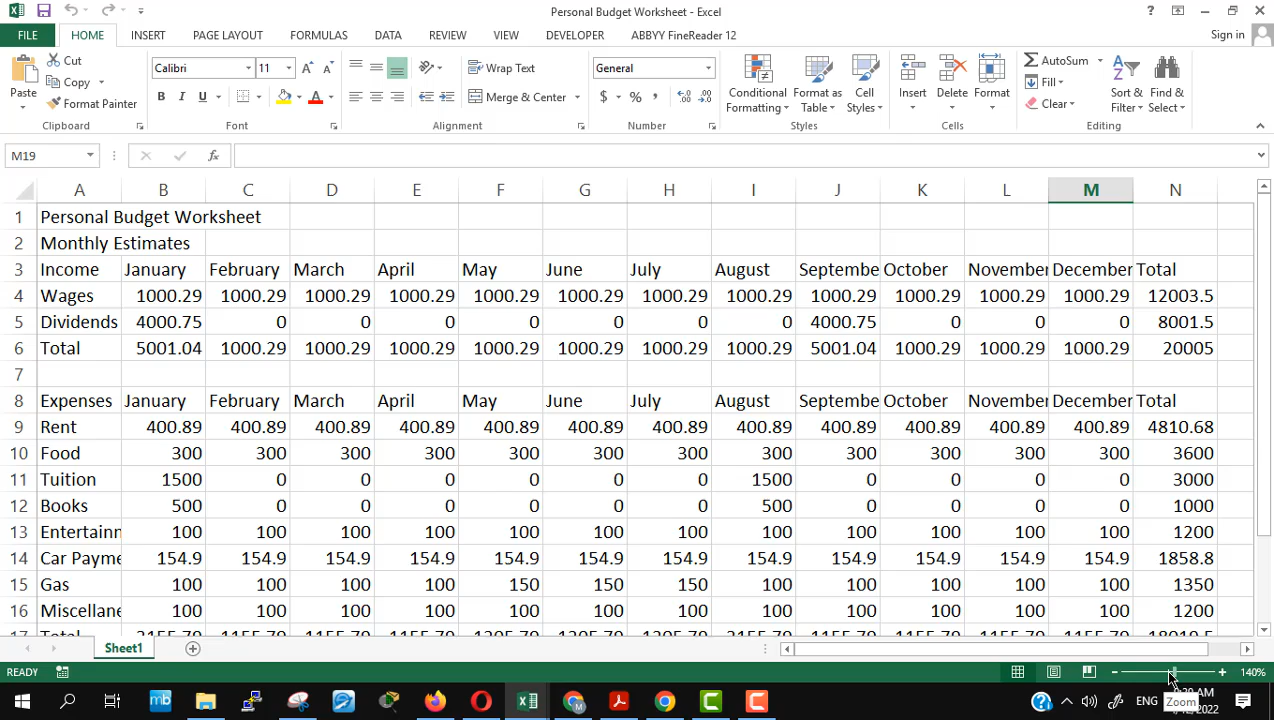 Personal Budget Worksheet - Excel
FILE HOME INSERT PAGE LAYOUT FORMULAS DATA REVIEW VIEW DEVELOPER ABBYY FineReader 12 Sign in
Cut
Copy
Format Painter
Paste
Clipboard
Calibri 11
B I U
Font
Wrap Text
Merge & Center
Alignment
General
$ % ,
Number
Conditional Formatting
Format as Table
Cell Styles
Styles
Insert Delete Format
Cells
AutoSum
Fill
Clear
Sort & Filter
Find & Select
Editing
M19
A B C D E F G H I J K L M N
1 Personal Budget Worksheet
2 Monthly Estimates
3 Income January February March April May June July August Septembe October November December Total
4 Wages 1000.29 1000.29 1000.29 1000.29 1000.29 1000.29 1000.29 1000.29 1000.29 1000.29 1000.29 1000.29 12003.5
5 Dividends 4000.75 0 0 0 0 0 0 0 4000.75 0 0 0 8001.5
6 Total 5001.04 1000.29 1000.29 1000.29 1000.29 1000.29 1000.29 1000.29 5001.04 1000.29 1000.29 1000.29 20005
7
8 Expenses January February March April May June July August Septembe October November December Total
9 Rent 400.89 400.89 400.89 400.89 400.89 400.89 400.89 400.89 400.89 400.89 400.89 400.89 4810.68
10 Food 300 300 300 300 300 300 300 300 300 300 300 300 3600
11 Tuition 1500 0 0 0 0 0 0 1500 0 0 0 0 3000
12 Books 500 0 0 0 0 0 0 500 0 0 0 0 1000
13 Entertainn 100 100 100 100 100 100 100 100 100 100 100 100 1200
14 Car Payme 154.9 154.9 154.9 154.9 154.9 154.9 154.9 154.9 154.9 154.9 154.9 154.9 1858.8
15 Gas 100 100 100 100 150 150 150 100 100 100 100 100 1350
16 Miscellane 100 100 100 100 100 100 100 100 100 100 100 100 1200
17 Total
Sheet1
READY 140%
mb ENG AM
Zoom 2022